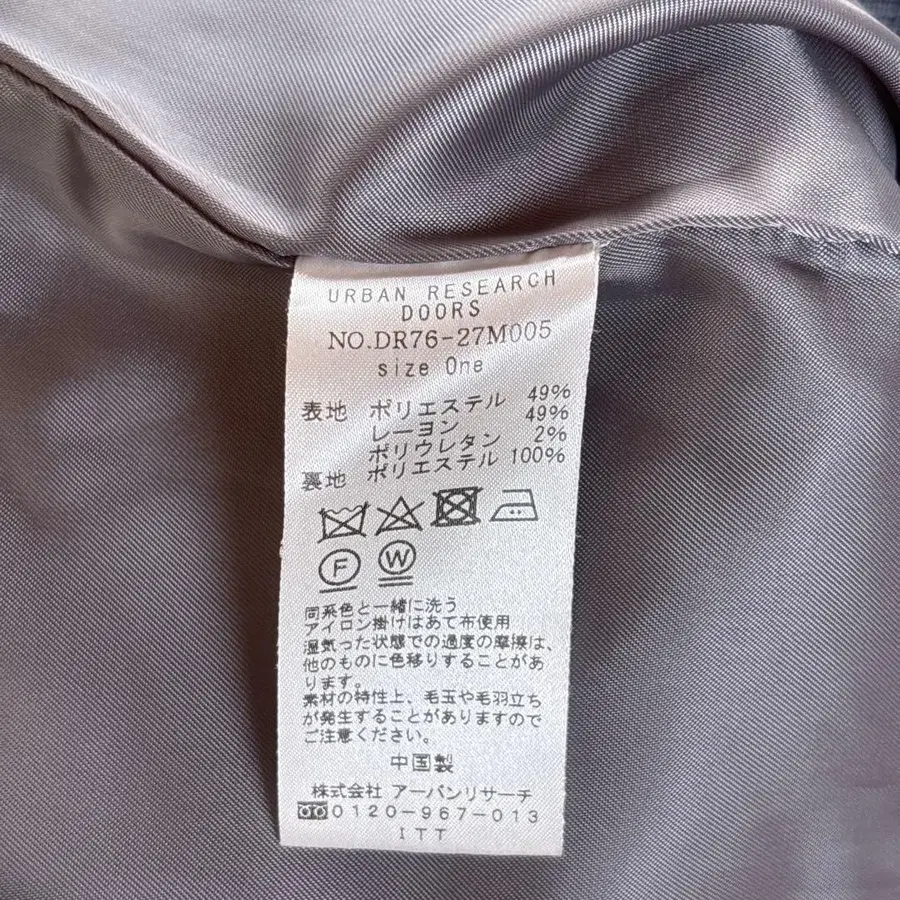 URBAN RESEARCH
DOORS
NO.DR76-27M005
size One
表地 ポリエステル 49%
レーヨン 49%
ポリウレタン 2%
裏地 ポリエステル 100%
F W
同系色と一緒に洗う
アイロン掛けはあて布使用
湿気った状態での過度の摩擦は、
他のものに色移りすることがあ
ります。
素材の特性上、毛玉や毛羽立ち
が発生することがありますので
ご注意ください。
中国製
株式会社 アーバンリサーチ
0120-967-013
ITT